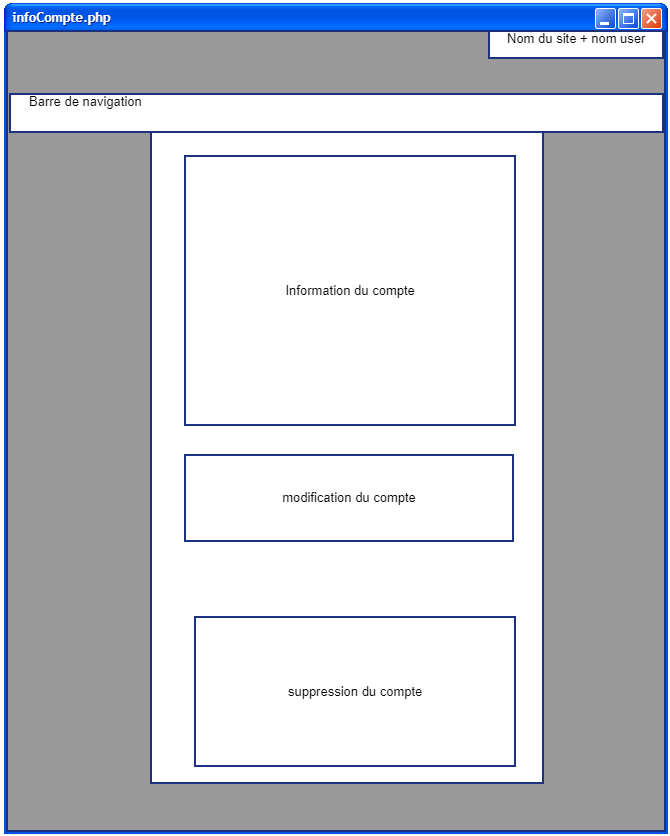 infoCompte.php
Nom du site + nom user
Barre de navigation
Information du compte
modification du compte
suppression du compte